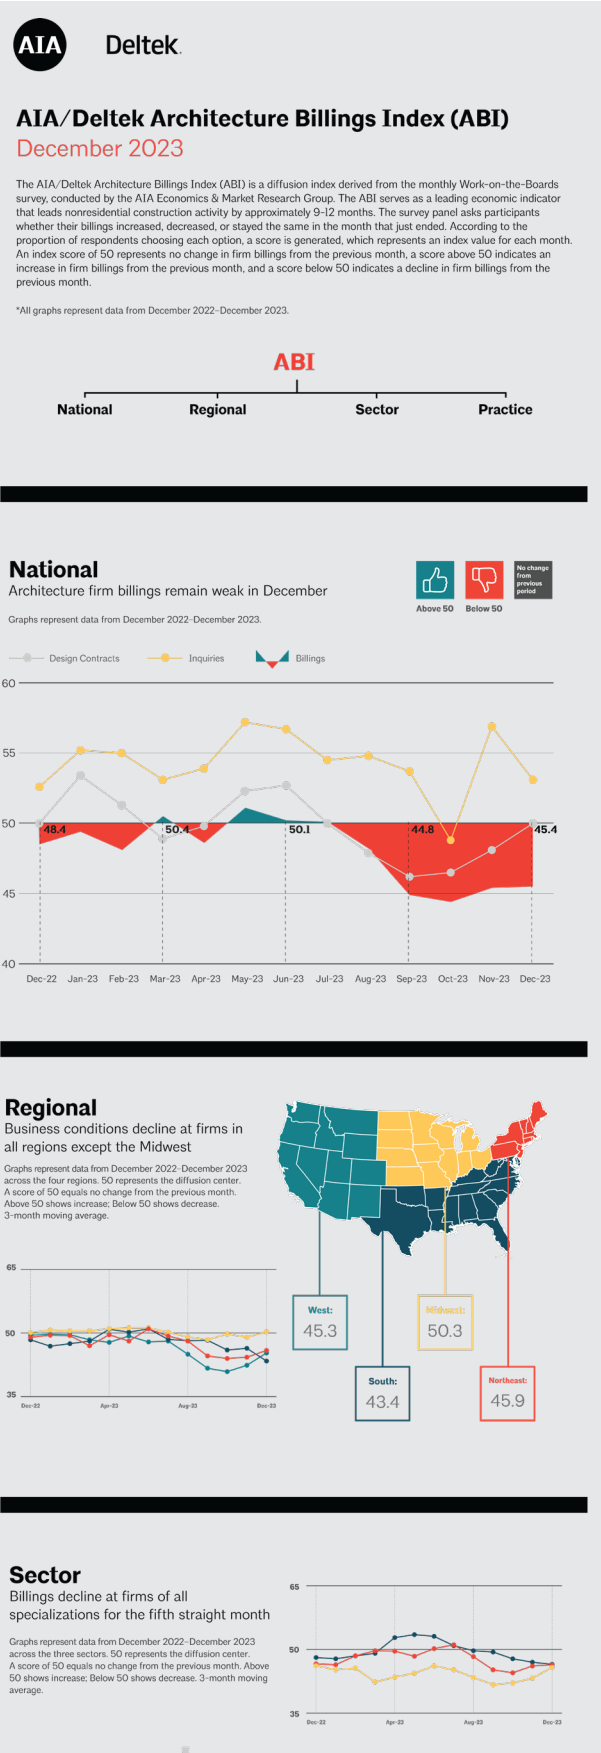 AIA Deltek.
AIA/Deltek Architecture Billings Index (ABI)
December 2023
The AIA/Deltek Architecture Billings Index (ABI) is a diffusion index derived from the monthly Work-on-the-Boards
survey, conducted by the AIA Economics & Market Research Group. The ABI serves as a leading economic indicator
that leads nonresidential construction activity by approximately 9-12 months. The survey panel asks participants
whether their billings increased, decreased, or stayed the same in the month that just ended. According to the
proportion of respondents choosing each option, a score is generated, which represents an index value for each month.
An index score of 50 represents no change in firm billings from the previous month, a score above 50 indicates an
increase in firm billings from the previous month, and a score below 50 indicates a decline in firm billings from the
previous month.
*All graphs represent data from December 2022-December 2023.
ABI
National Regional Sector Practice
National
Architecture firm billings remain weak in December
Graphs represent data from December 2022-December 2023.
Above 50
Below 50
No change
from
previous
period
Design Contracts Inquiries Billings
60
55
50
48.4 50.4 50.1 44.8 45.4
45
40
Dec-22 Jan-23 Feb-23 Mar-23 Apr-23 May-23 Jun-23 Jul-23 Aug-23 Sep-23 Oct-23 Nov-23 Dec-23
Regional
Business conditions decline at firms in
all regions except the Midwest
Graphs represent data from December 2022-December 2023
across the four regions. 50 represents the diffusion center.
A score of 50 equals no change from the previous month.
Above 50 shows increase; Below 50 shows decrease.
3-month moving average.
65
50
35
Dec-22 Apr-23 Aug-23 Dec-23
West:
45.3
Midwest:
50.3
South:
43.4
Northeast:
45.9
Sector
Billings decline at firms of all
specializations for the fifth straight month
Graphs represent data from December 2022-December 2023
across the three sectors. 50 represents the diffusion center.
A score of 50 equals no change from the previous month. Above
50 shows increase; Below 50 shows decrease. 3-month moving
average.
65
50
35
Dec-22 Apr-23 Aug-23 Dec-23